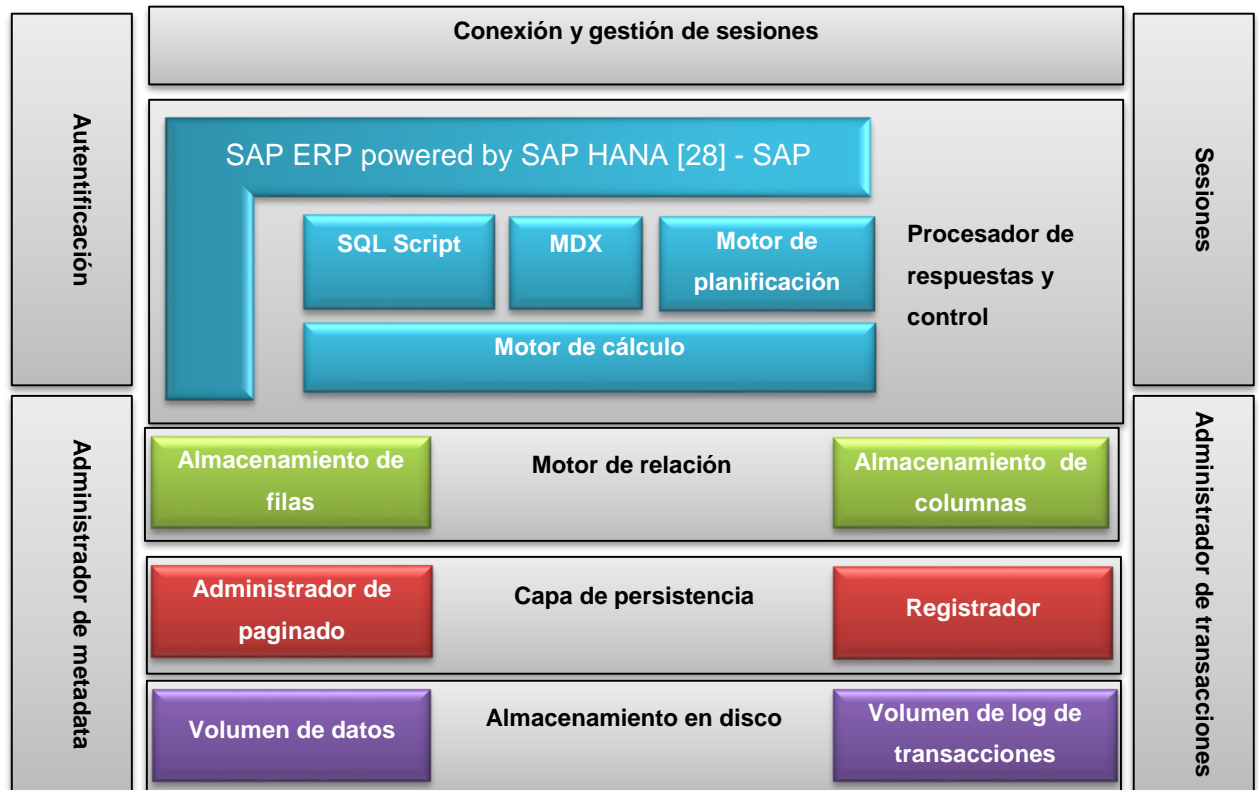 Conexión y gestión de sesiones
Autentificación
Sesiones
SAP ERP powered by SAP HANA [28] - SAP
SQL Script
MDX
Motor de
planificación
Procesador de
respuestas y
control
Motor de cálculo
Administrador de metadata
Administrador de transacciones
Almacenamiento de
filas
Motor de relación
Almacenamiento de
columnas
Administrador de
paginado
Capa de persistencia
Registrador
Volumen de datos
Almacenamiento en disco
Volumen de log de
transacciones